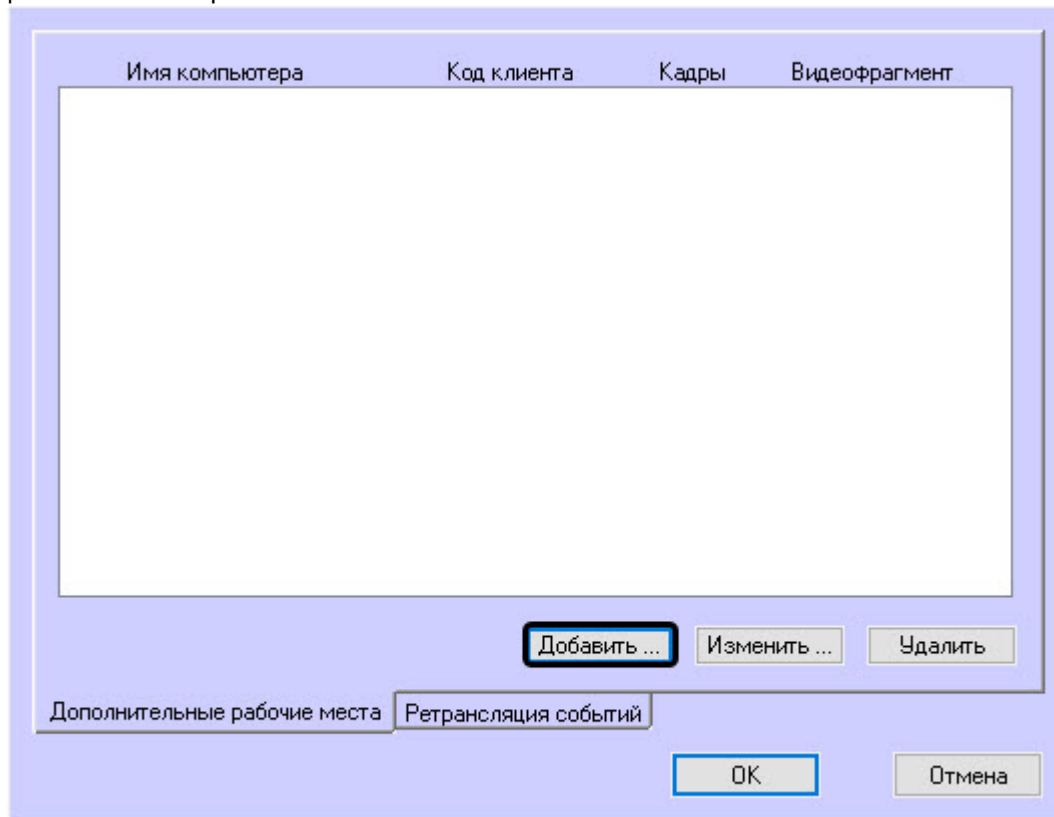 Имя компьютера Код клиента Кадры Видеофрагмент
Добавить ... Изменить ... Удалить
Дополнительные рабочие места Ретрансляция событий
OK Отмена